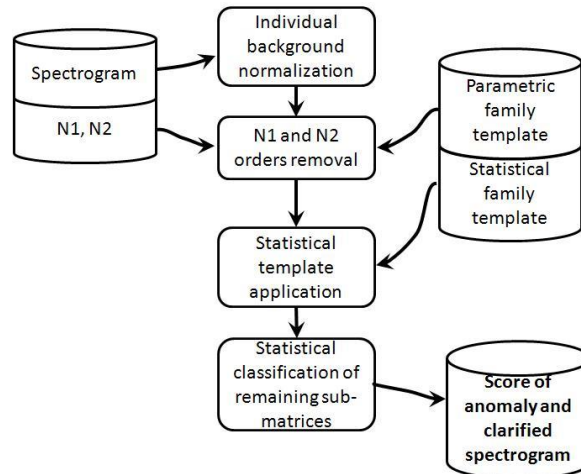 Individual
background
normalization
Spectrogram
N1, N2
Parametric
family
template
N1 and N2
orders removal
Statistical
family
template
Statistical
template
application
Statistical
classification of
remaining sub-
matrices
Score of
anomaly and
clarified
spectrogram